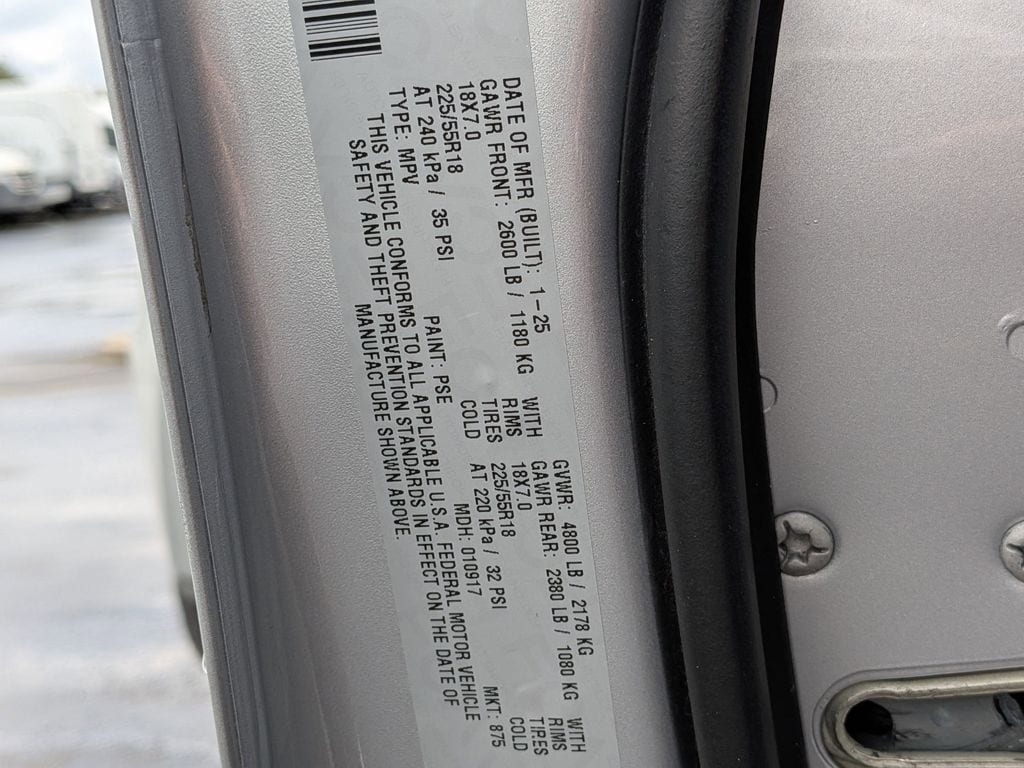 DATE OF MFR (BUILT): 1-25 GVWR: 4800 LB / 2178 KG
GAWR FRONT: 2600 LB / 1180 KG WITH GAWR REAR: 2380 LB / 1080 KG WITH
18X7.0 RIMS 18X7.0 RIMS
225/55R18 TIRES 225/55R18 TIRES
AT 240 kPa / 35 PSI COLD AT 220 kPa / 32 PSI COLD
TYPE: MPV PAINT: PSE MDH: 010917 MKT: 875
THIS VEHICLE CONFORMS TO ALL APPLICABLE U.S.A. FEDERAL MOTOR VEHICLE
SAFETY AND THEFT PREVENTION STANDARDS IN EFFECT ON THE DATE OF
MANUFACTURE SHOWN ABOVE.